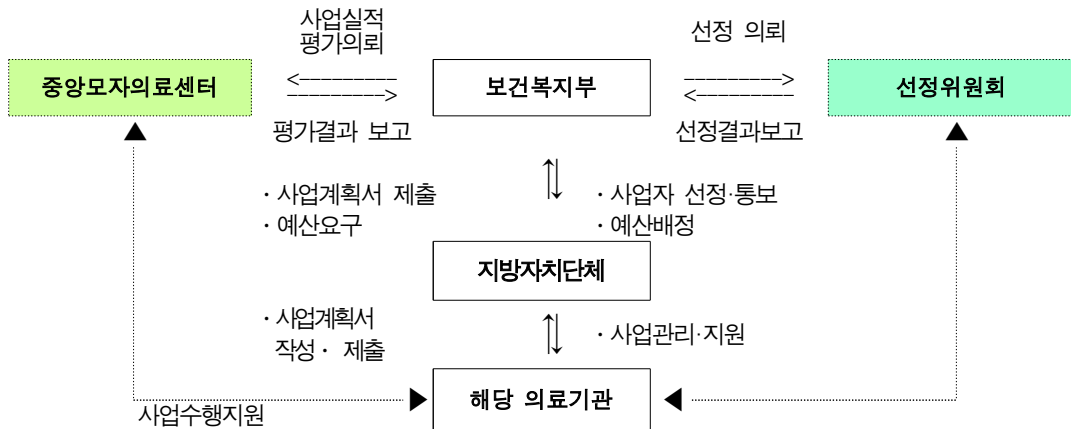 사업실적
평가의뢰
선정 의뢰
중앙모자의료센터
보건복지부
선정위원회
평가결과 보고
선정결과보고
· 사업계획서 제출
· 예산요구
· 사업자 선정·통보
· 예산배정
지방자치단체
· 사업계획서
작성· 제출
· 사업관리·지원
해당 의료기관
사업수행지원